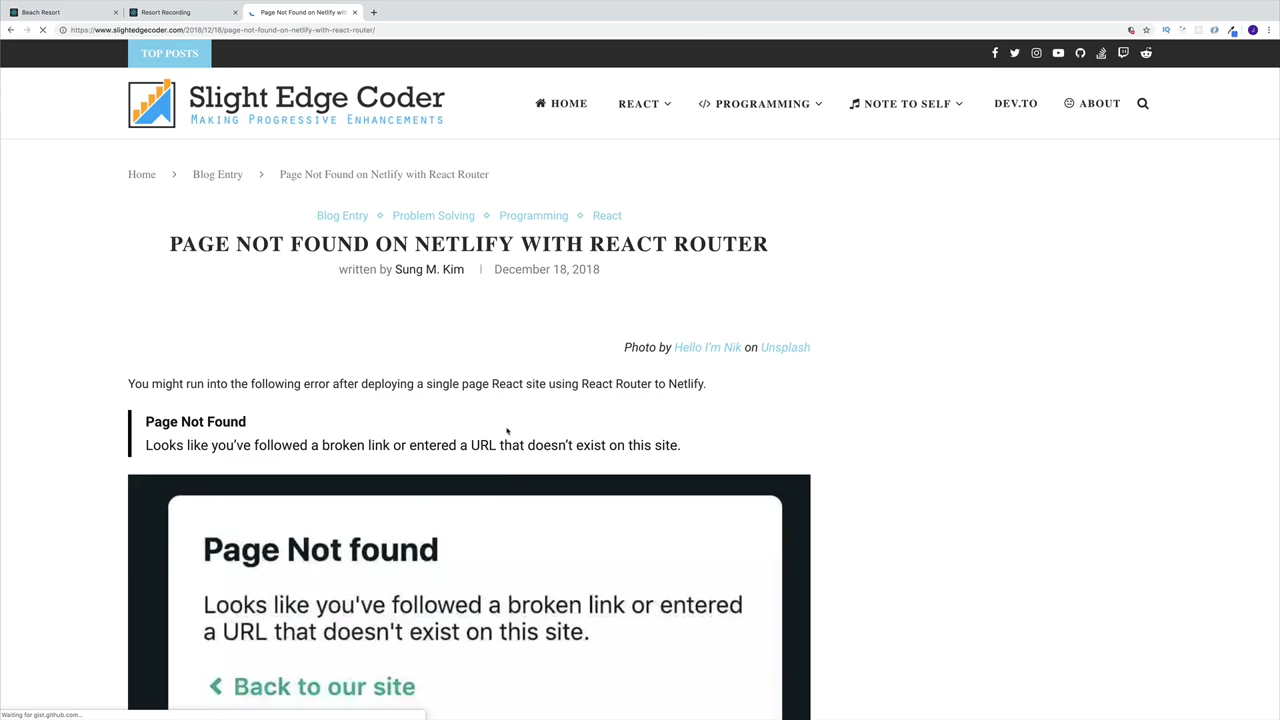 Beach Resort
Resort Recording
Page Not Found on Netlify with
https://www.slightedgecoder.com/2018/12/18/page-not-found-on-netlify-with-react-router/
TOP POSTS
Slight Edge Coder
MAKING PROGRESSIVE ENHANCEMENTS
HOME REACT PROGRAMMING NOTE TO SELF DEV.TO ABOUT
Home > Blog Entry > Page Not Found on Netlify with React Router
Blog Entry Problem Solving Programming React
PAGE NOT FOUND ON NETLIFY WITH REACT ROUTER
written by Sung M. Kim | December 18, 2018
Photo by Hello I'm Nik on Unsplash
You might run into the following error after deploying a single page React site using React Router to Netlify.
Page Not Found
Looks like you've followed a broken link or entered a URL that doesn't exist on this site.
Page Not found
Looks like you've followed a broken link or entered
a URL that doesn't exist on this site.
Back to our site
Waiting for gist.github.com...